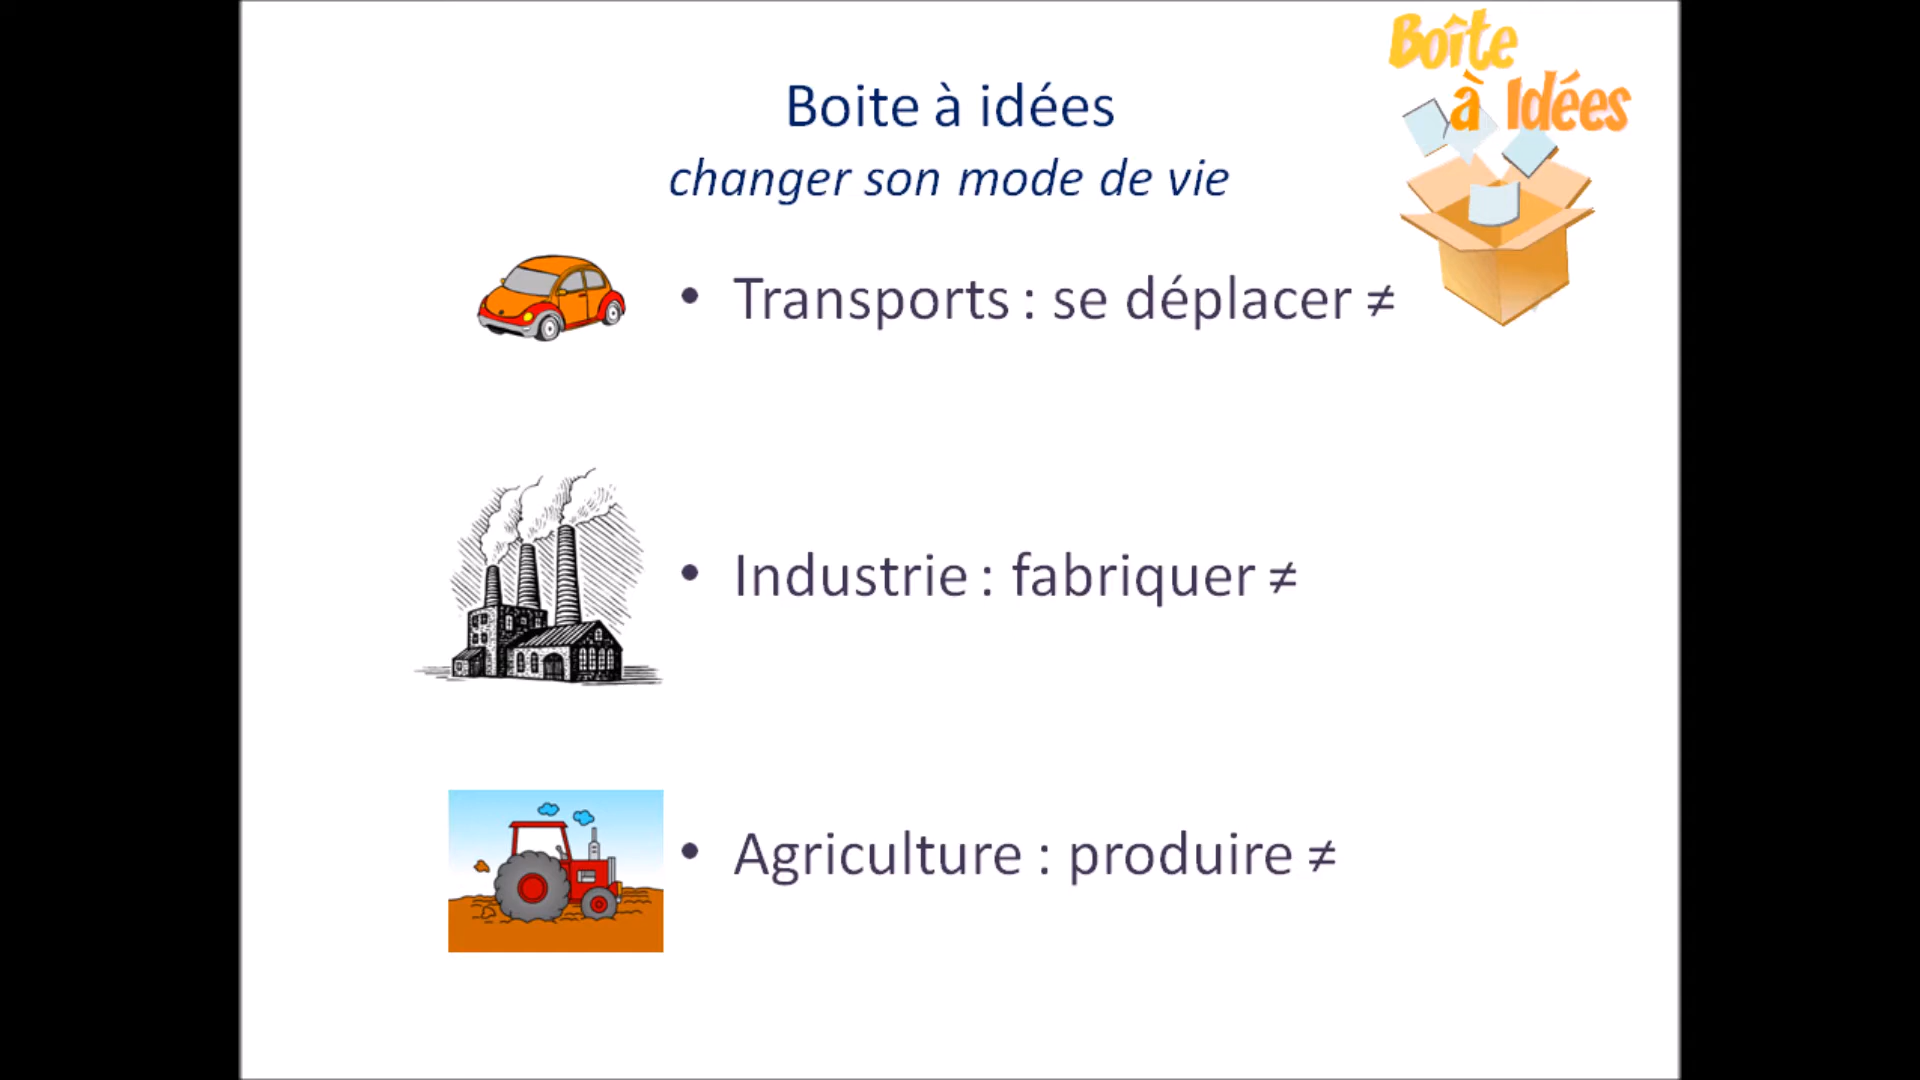 Boîte
à Idées
Boite à idées
changer son mode de vie
• Transports : se déplacer ≠
• Industrie : fabriquer ≠
• Agriculture : produire ≠